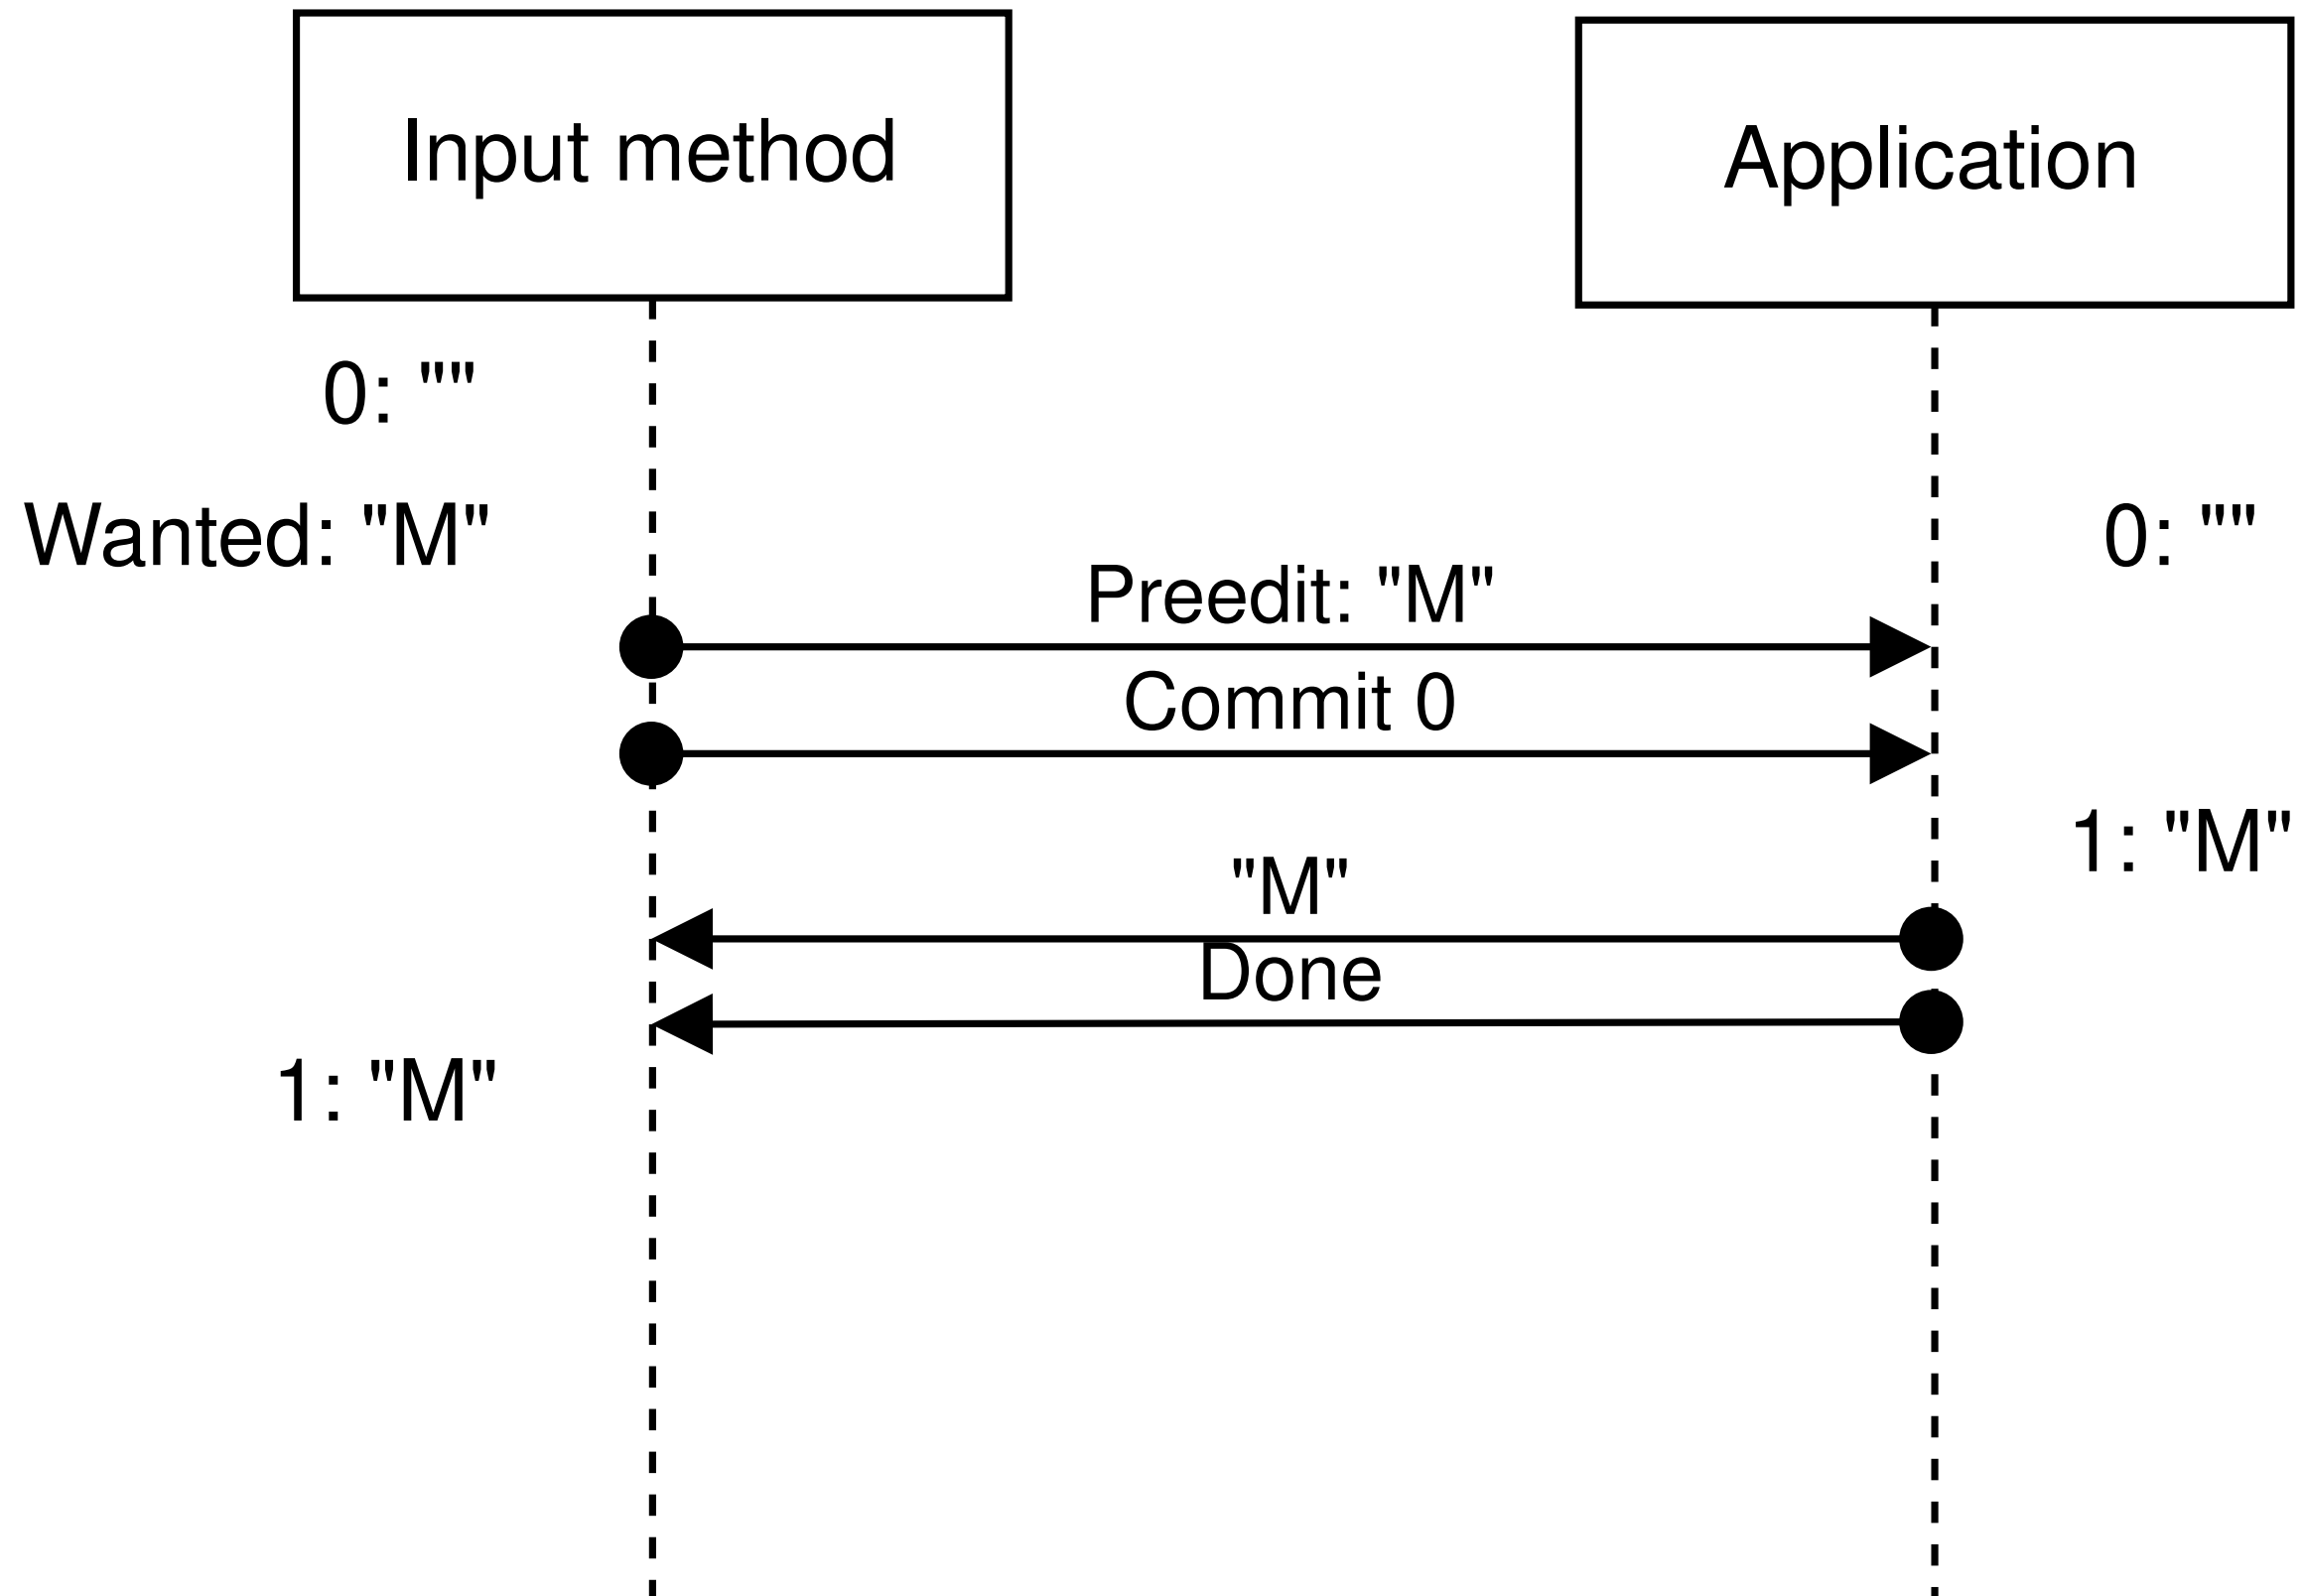 Input method
Application
0: ""
Wanted: "M"
0: ""
Preedit: "M"
Commit 0
1: "M"
"M"
Done
1: "M"